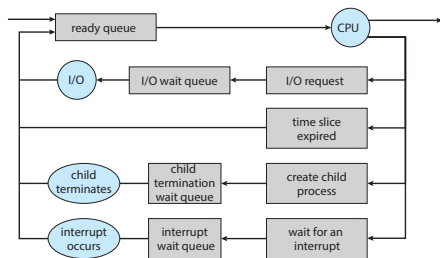 ready queue
CPU
I/O
I/O wait queue
I/O request
time slice
expired
child
terminates
child
termination
wait queue
create child
process
interrupt
occurs
interrupt
wait queue
wait for an
interrupt